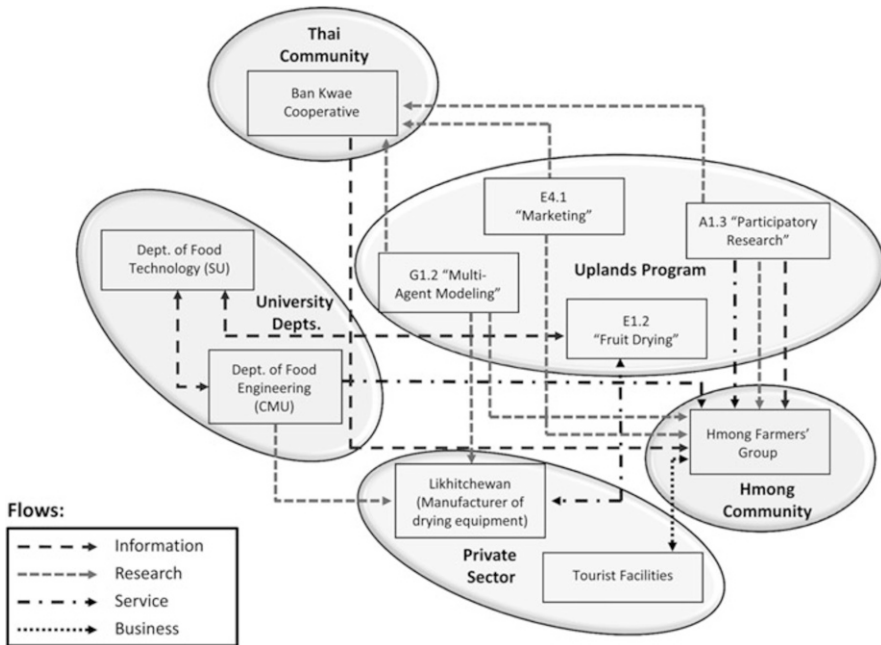 Thai
Community
Ban Kwae
Cooperative
E4.1
“Marketing”
A1.3 “Participatory
Research”
Dept. of Food
Technology (SU)
G1.2 “Multi-
Agent Modeling”
Uplands Program
University
Depts.
E1.2
“Fruit Drying”
Dept. of Food
Engineering
(CMU)
Hmong Farmers’
Group
Hmong
Community
Likhitchewan
(Manufacturer of
drying equipment)
Private
Sector
Tourist Facilities
Flows:
Information
Research
Service
Business